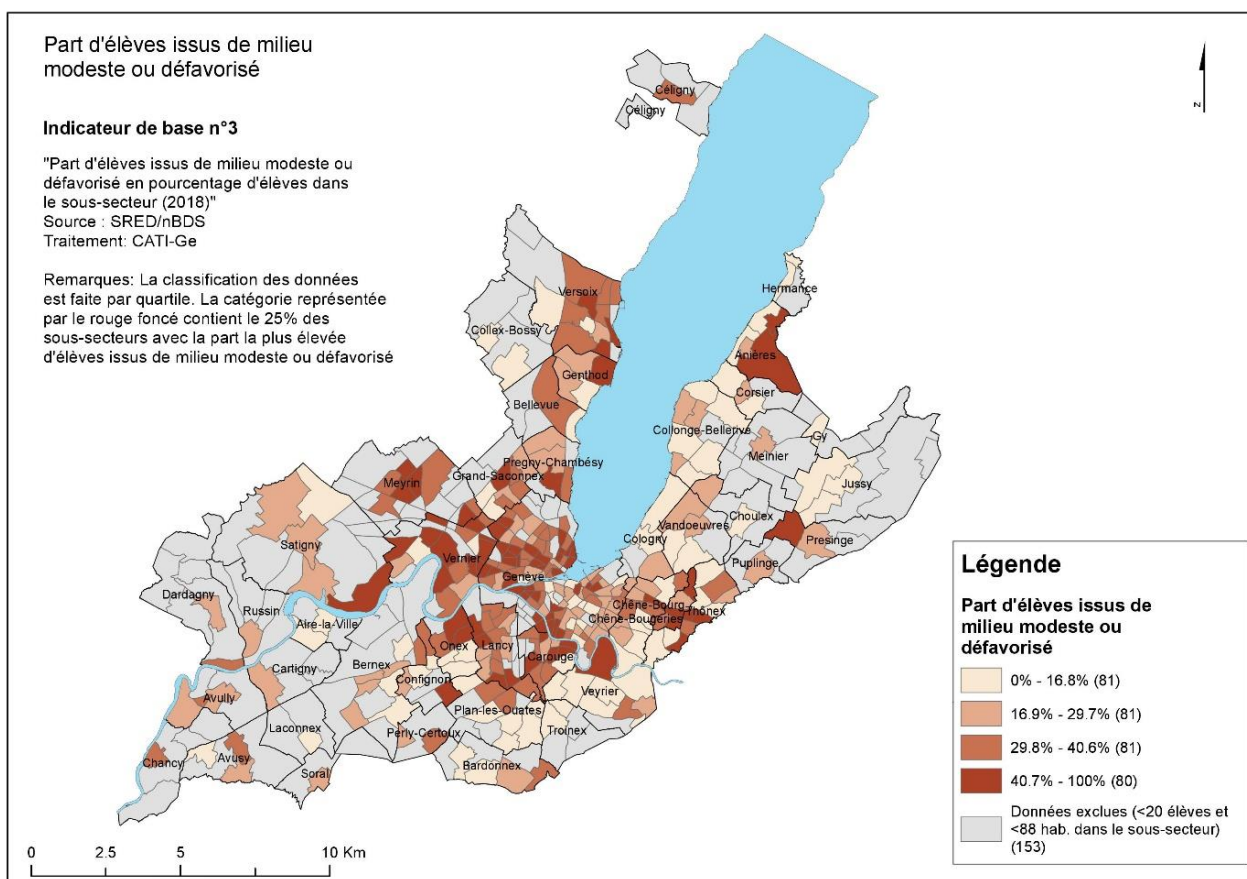 Part d'élèves issus de milieu
modeste ou défavorisé
Indicateur de base n°3
"Part d'élèves issus de milieu modeste ou
défavorisé en pourcentage d'élèves dans
le sous-secteur (2018)"
Source : SRED/nBDS
Traitement: CATI-Ge
Remarques: La classification des données
est faite par quartile. La catégorie représentée
par le rouge foncé contient le 25% des
sous-secteurs avec la part la plus élevée
d'élèves issus de milieu modeste ou défavorisé
N
Céligny
Céligny
Versoix
Hermance
Collex-Bossy
Anières
Genthod
Corsier
Bellevue
Collonge-Bellerive
Gy
Meinier
Pregny-Chambésy
Grand-Saconnex
Meyrin
Jussy
Choulex
Vandoeuvres
Presinge
Cologny
Satigny
Vernier
Puplinge
Genève
Dardagny
Russin
Chêne-Bourg
Thônex
Chêne-Bougeries
Aire-la-Ville
Onex
Lancy
Carouge
Bernex
Cartigny
Confignon
Veyrier
Avully
Plan-les-Ouates
Laconnex
Perly-Certoux
Troinex
Chancy
Avusy
Soral
Bardonnex
Légende
Part d'élèves issus de
milieu modeste ou
défavorisé
0% - 16.8% (81)
16.9% - 29.7% (81)
29.8% - 40.6% (81)
40.7% - 100% (80)
Données exclues (<20 élèves et
<88 hab. dans le sous-secteur)
(153)
0 2.5 5 10 Km